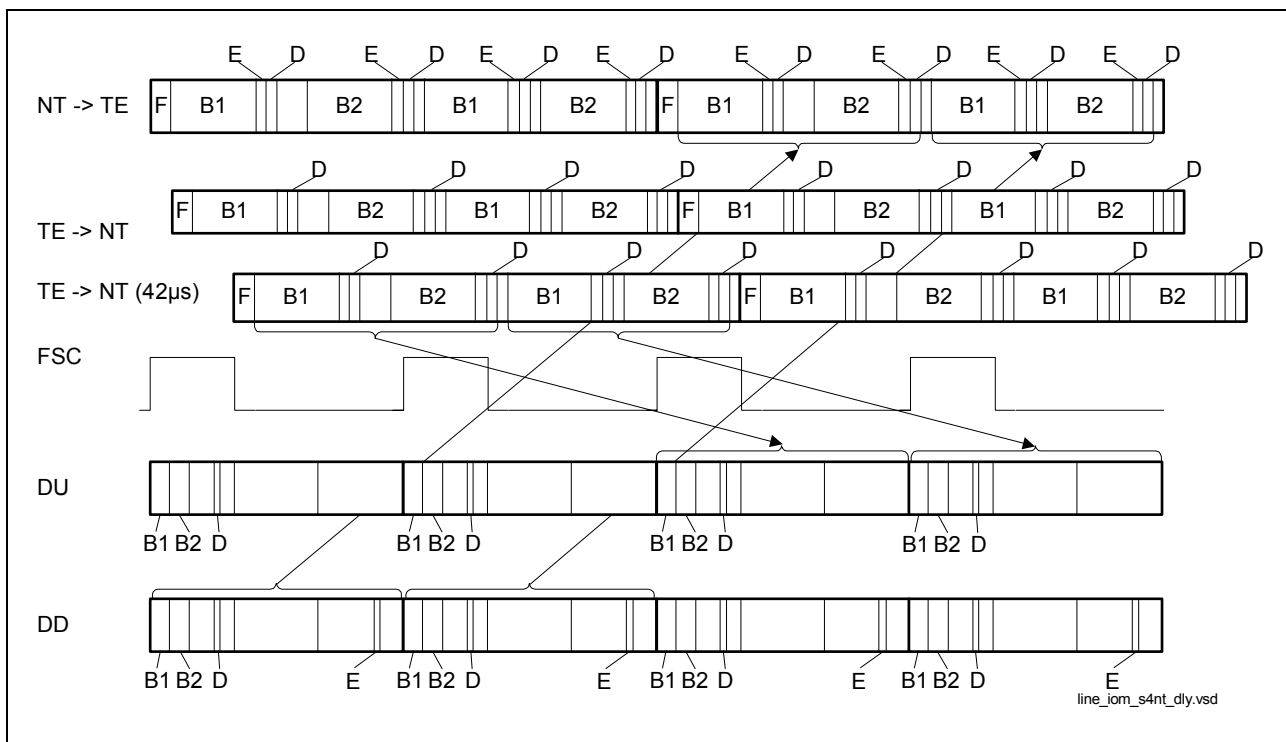 E D E D E D E D E D E D E D E D
NT -> TE F B1 B2 B1 B2 F B1 B2 B1 B2
D D D D D D D D
F B1 B2 B1 B2 F B1 B2 B1 B2
TE -> NT
D D D D D D D D
TE -> NT (42µs) F B1 B2 B1 B2 F B1 B2 B1 B2
FSC
DU
B1 B2 D B1 B2 D B1 B2 D B1 B2 D
DD
B1 B2 D E B1 B2 D E B1 B2 D E B1 B2 D E
line_iom_s4nt_dly.vsd